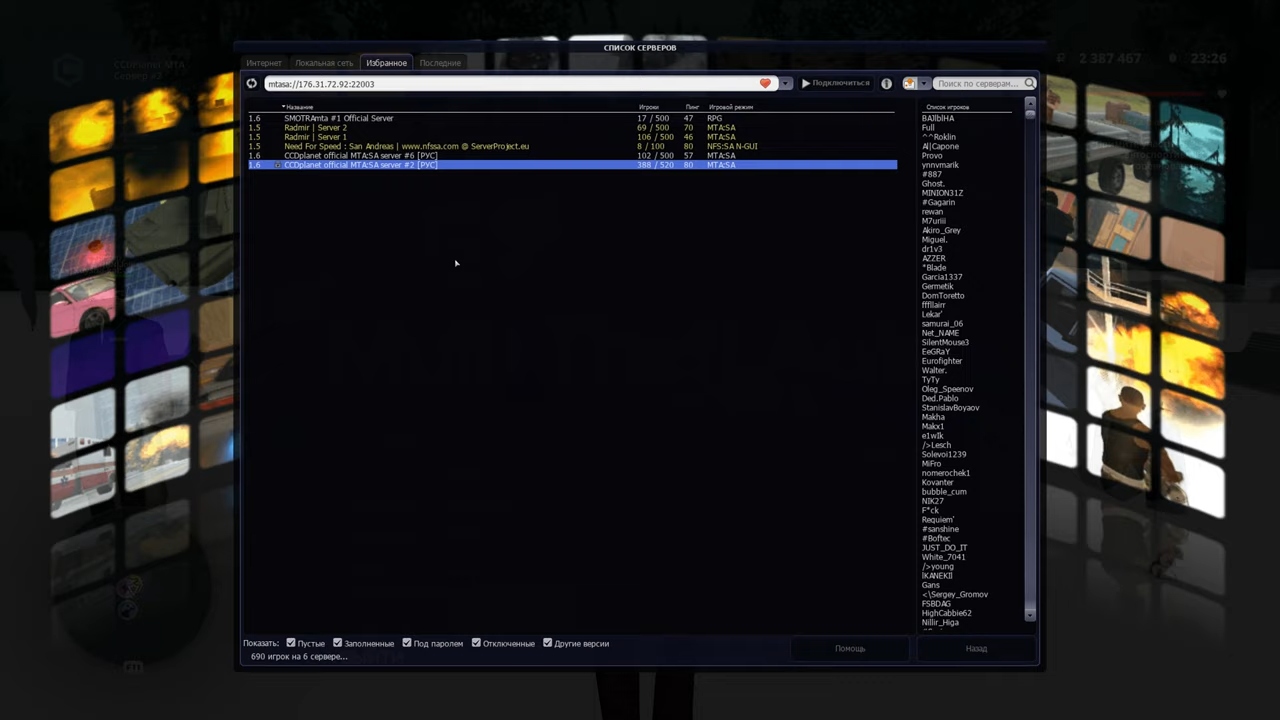 CCDplanet MTA
Сервер #3
2 387 467
23:26
СПИСОК СЕРВЕРОВ
Интернет Локальная сеть Избранное Последние
mtasa://176.31.72.92:22003 Подключиться Поиск по серверам...
Название Игроки Пинг Игровой режим Список игроков
1.6 SMOTRAmta #1 Official Server 17 / 500 47 RPG
1.5 Radmir | Server 2 69 / 500 70 MTA:SA
1.5 Radmir | Server 1 106 / 500 46 MTA:SA
1.5 Need For Speed : San Andreas | www.nfssa.com @ ServerProject.eu 8 / 100 80 NFS:SA N-GUI
1.6 CCDplanet official MTA:SA server #6 [РУС] 102 / 500 57 MTA:SA
1.6 CCDplanet official MTA:SA server #2 [РУС] 388 / 520 80 MTA:SA
BAJlblHA
Full
^^Roklin
Al|Capone
Provo
ynnvmarik
#887
Ghost.
MINION31Z
#Gagarin
rewan
M7uriii
Akiro_Grey
Miguel.
dr1v3
AZZER
"Blade
Garcia1337
Germetik
DomToretto
fffllairr
Lekar'
samurai_06
Net_NAME
SilentMouse3
EeGRaY
Eurofighter
Walter.
TyTy
Oleg_Speenov
Ded.Pablo
StanislavBoyaov
Makha
Makx1
e1wIk
/>Lesch
Solevoi1239
MiFro
nomerochek1
Kovanter
bubble_cum
NIK27
F*ck
Requiem'
#sanshine
#Boftec
JUST_DO_IT
White_7041
/>young
IKANEKIl
Gans
<\Sergey_Gromov
FSBDAG
HighCabbie62
Nillir_Higa
Показать: Пустые Заполненные Под паролем Отключенные Другие версии
690 игрок на 6 сервере...
Помощь Назад